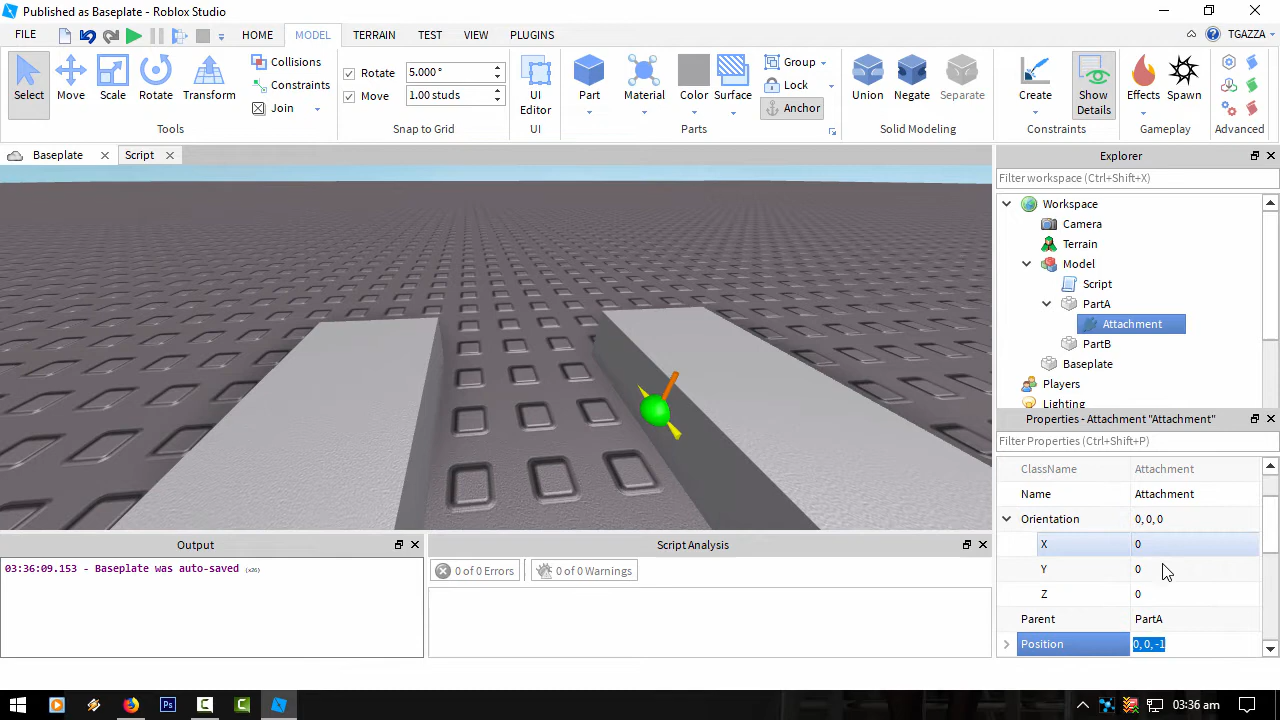 Published as Baseplate - Roblox Studio
FILE
HOME
MODEL
TERRAIN
TEST
VIEW
PLUGINS
TGAZZA
Select
Move
Scale
Rotate
Transform
Collisions
Constraints
Join
Tools
Rotate
5.000 °
Move
1.00 studs
Snap to Grid
UI
Editor
UI
Part
Material
Color
Surface
Group
Lock
Anchor
Parts
Union
Negate
Separate
Solid Modeling
Create
Show
Details
Constraints
Effects
Spawn
Gameplay
Advanced
Baseplate
Script
Explorer
Filter workspace (Ctrl+Shift+X)
Workspace
Camera
Terrain
Model
Script
PartA
Attachment
PartB
Baseplate
Players
Lighting
Properties - Attachment "Attachment"
Filter Properties (Ctrl+Shift+P)
ClassName Attachment
Name Attachment
Orientation 0, 0, 0
X 0
Y 0
Z 0
Parent PartA
Position 0, 0, -1
Output
03:36:09.153 - Baseplate was auto-saved (x26)
Script Analysis
0 of 0 Errors
0 of 0 Warnings
Ps
03:36 am